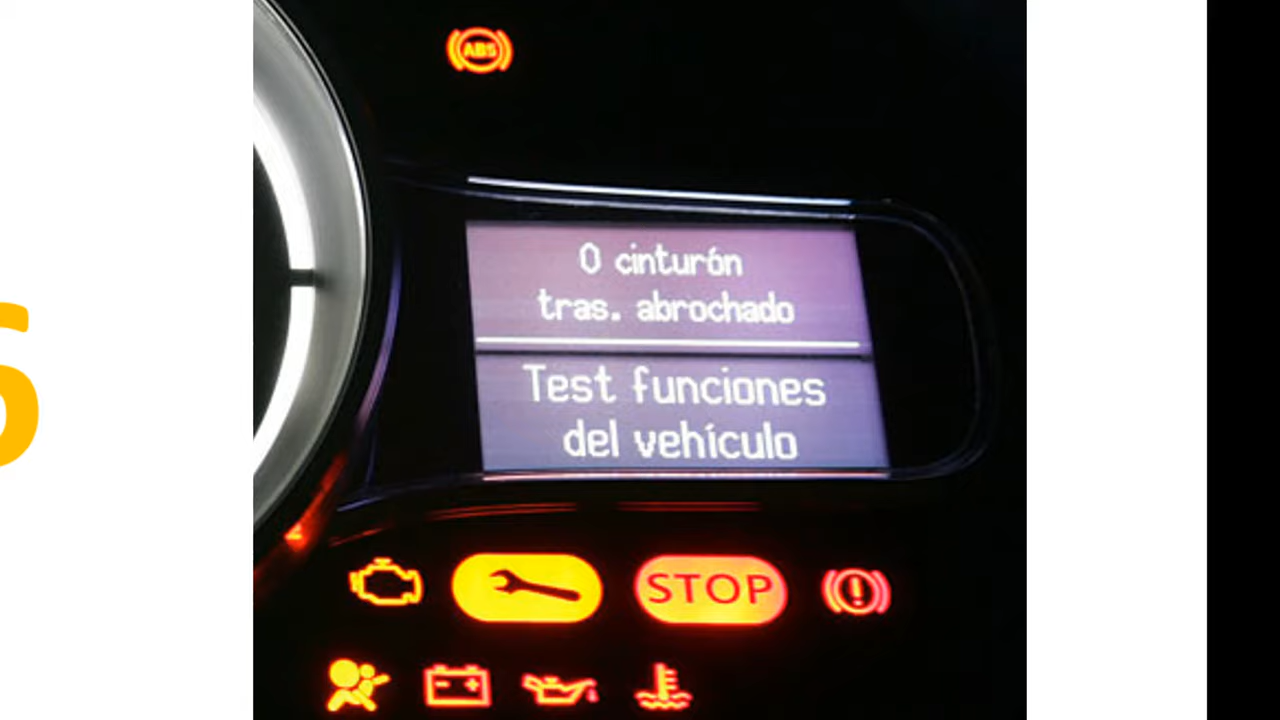 ABS
0 cinturón
tras. abrochado
Test funciones
del vehículo
STOP